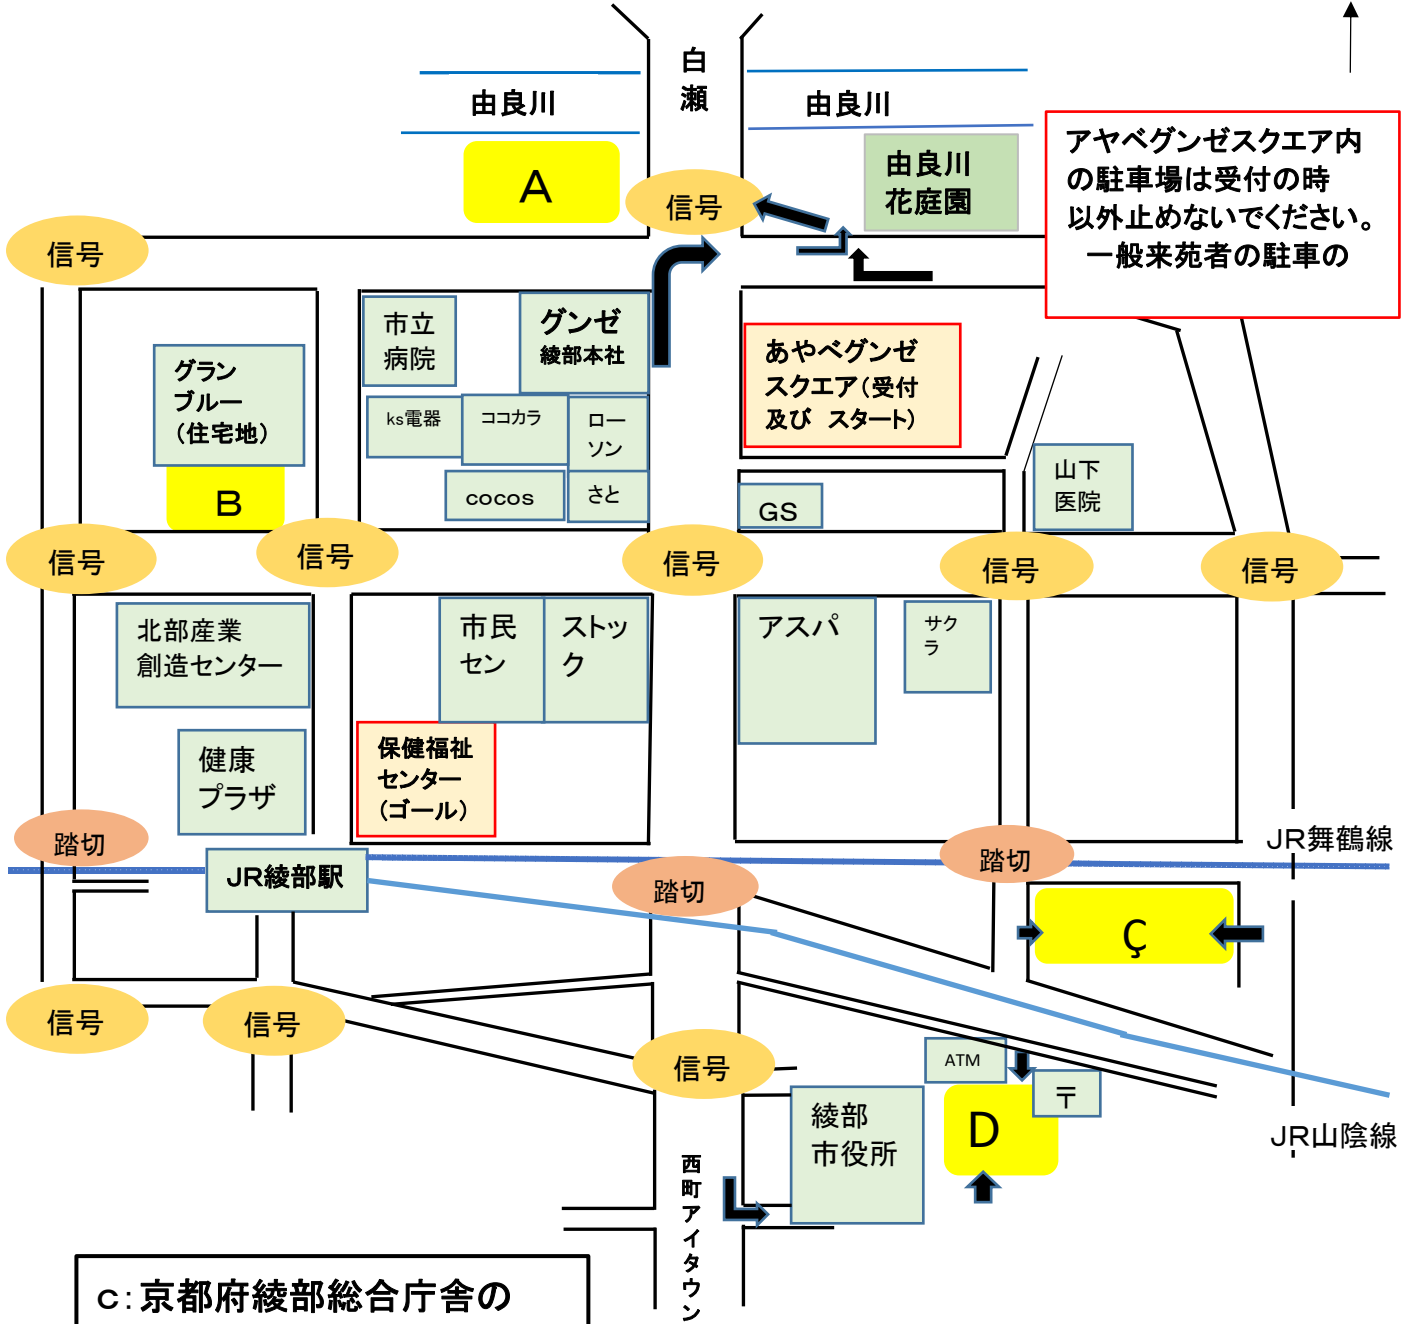 白
瀬
由良川
由良川
A
由良川
花庭園
アヤベグンゼスクエア内
の駐車場は受付の時
以外止めないでください。
一般来苑者の駐車の
信号
信号
市立
病院
グンゼ
綾部本社
あやべグンゼ
スクエア(受付
及び スタート)
グラン
ブルー
(住宅地)
ks電器
ココカラ
ロー
ソン
山下
医院
B
cocos
さと
GS
信号
信号
信号
信号
信号
北部産業
創造センター
市民
セン
ストッ
ク
アスパ
サク
ラ
健康
プラザ
保健福祉
センター
(ゴール)
踏切
JR舞鶴線
踏切
JR綾部駅
踏切
Ç
信号
信号
信号
ATM
〒
D
綾部
市役所
JR山陰線
西
町
ア
イ
タ
ウ
ン
c:京都府綾部総合庁舎の